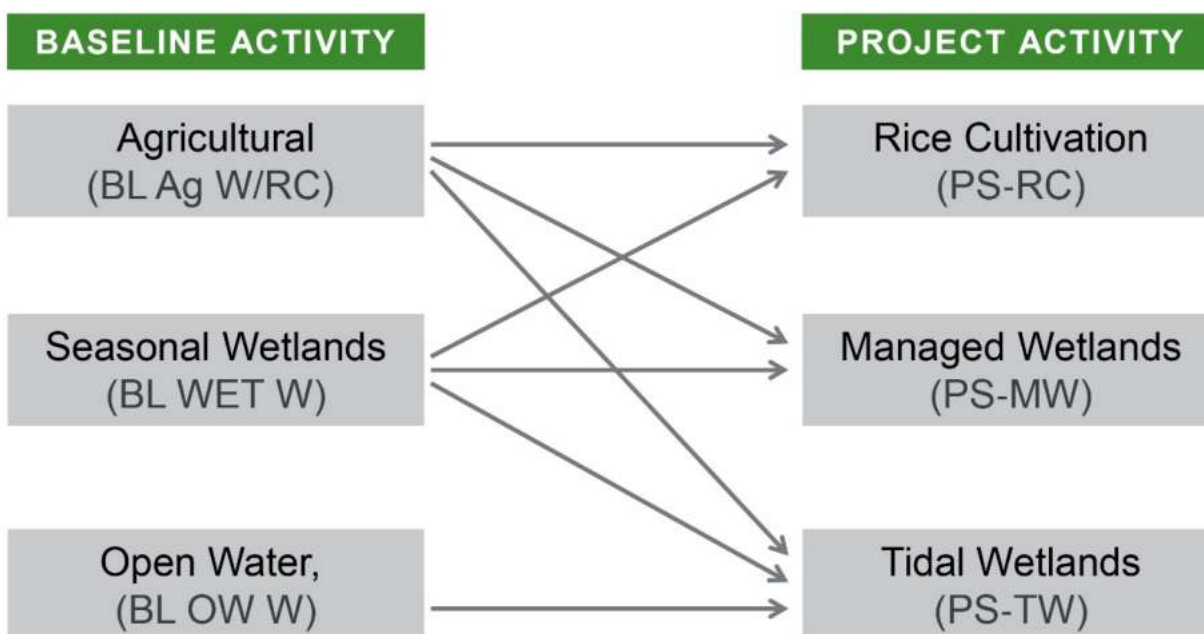 BASELINE ACTIVITY
PROJECT ACTIVITY
Agricultural
(BL Ag W/RC)
Rice Cultivation
(PS-RC)
Seasonal Wetlands
(BL WET W)
Managed Wetlands
(PS-MW)
Open Water,
(BL OW W)
Tidal Wetlands
(PS-TW)